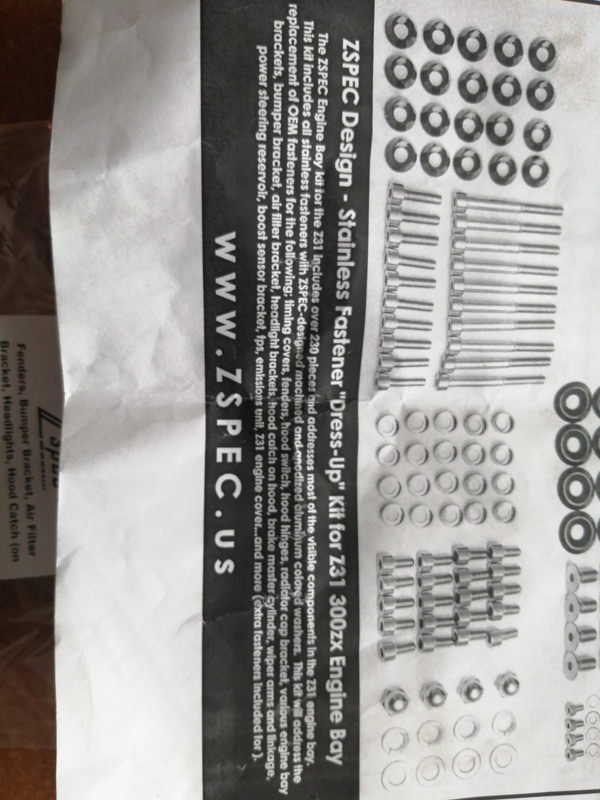 ZSPEC Design - Stainless Fastener "Dress-Up" Kit for Z31 300zx Engine Bay
The ZSPEC Engine Bay kit for the Z31 includes over 230 pieces and addresses most of the visible components in the Z31 engine bay.
This kit includes all stainless fasteners with ZSPEC-designed machined and anodized aluminum colored washers. This kit will address the
replacement of OEM fasteners for the following; timing covers, fenders, hood switch, hood hinges, radiator cap bracket, various engine bay
brackets, bumper bracket, air filter bracket, headlight brackets, hood catch on hood, brake master cylinder, wiper arms and linkage,
power steering reservoir, boost sensor bracket, tps, emissions unit, Z31 engine cover...and more (extra fasteners included for ).
WWW.ZSPEC.US
Fenders, Bumper Bracket, Air Filter
Bracket, Headlights, Hood Catch (on